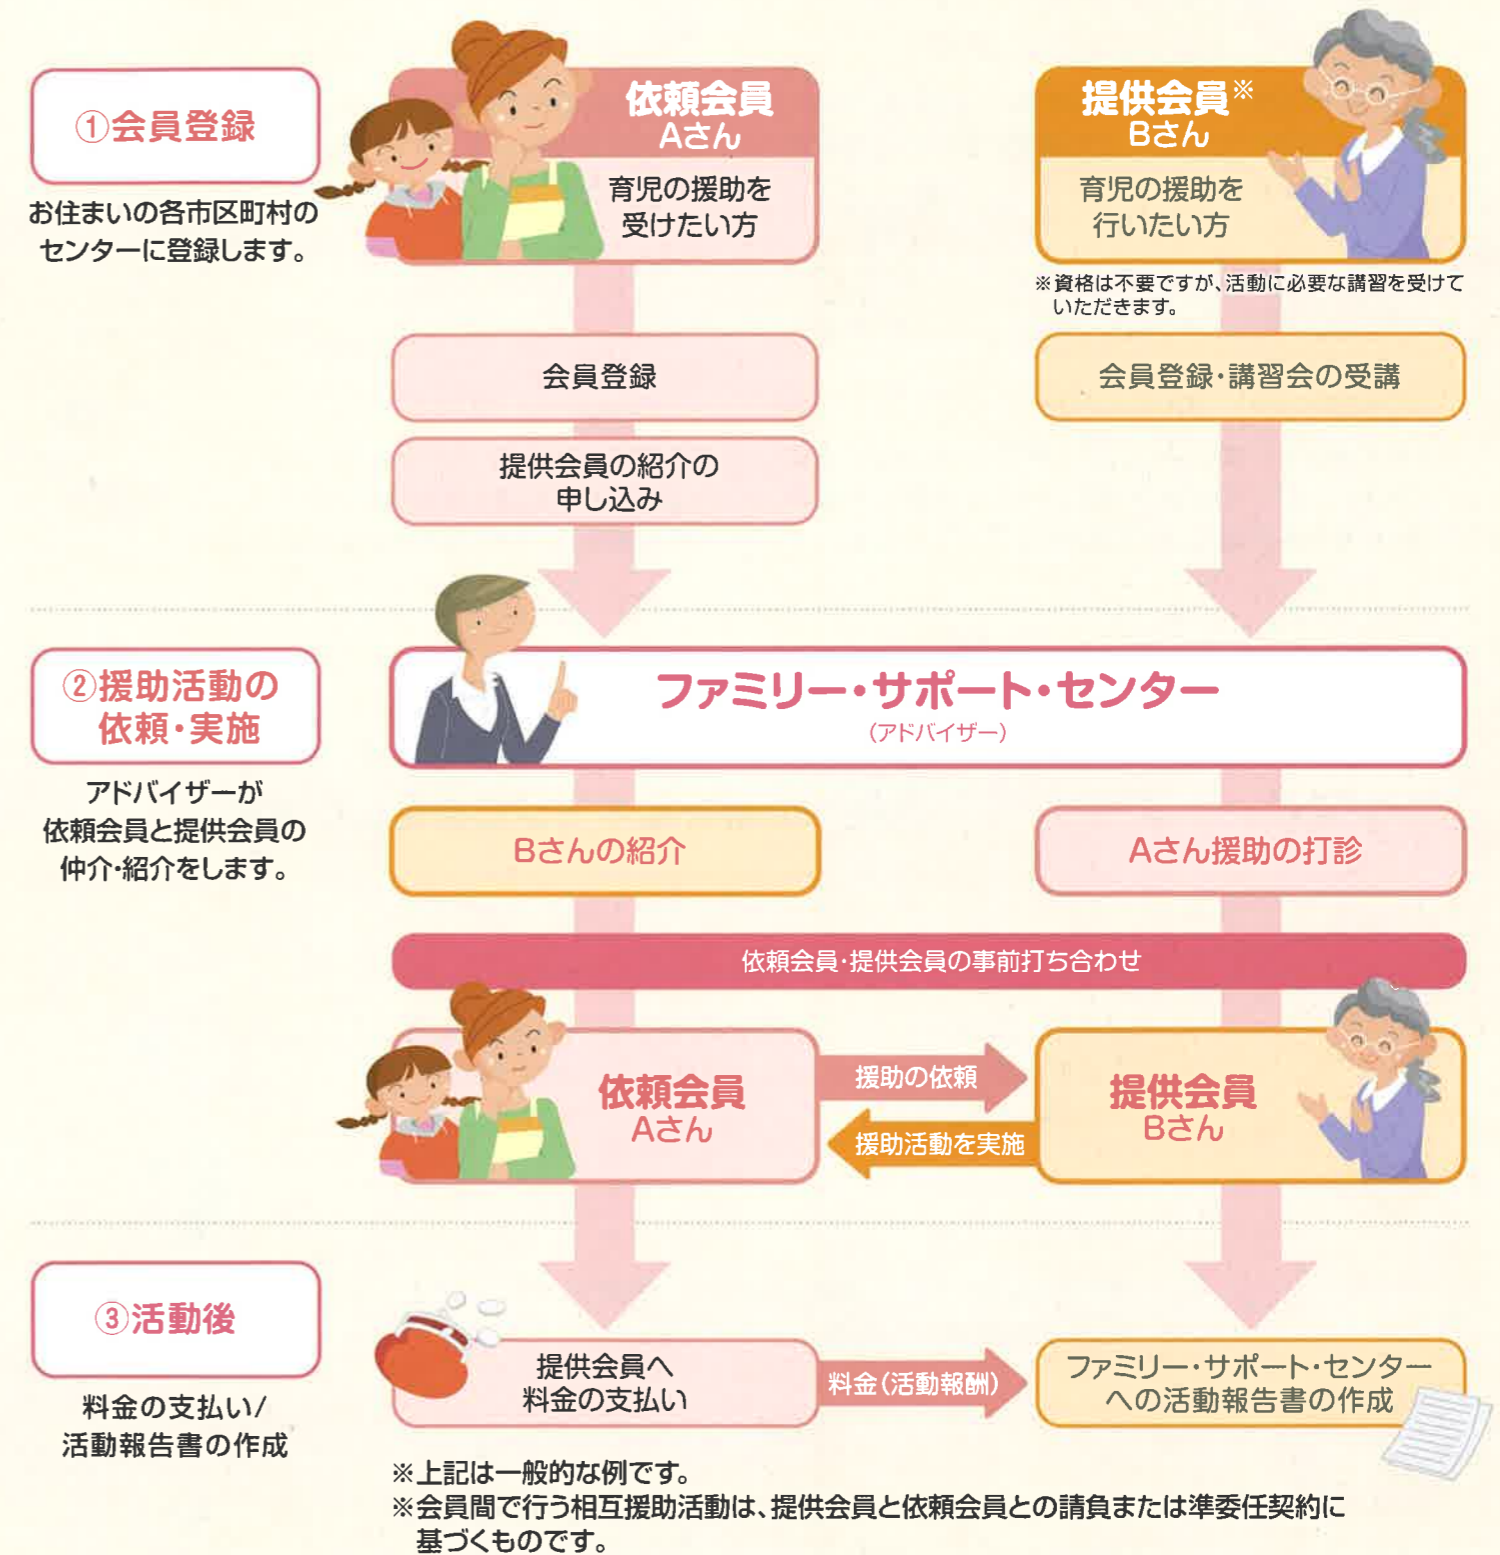 ①会員登録
お住まいの各市区町村の
センターに登録します。
依頼会員
Aさん
育児の援助を
受けたい方
提供会員※
Bさん
育児の援助を
行いたい方
※資格は不要ですが、活動に必要な講習を受けて
いただきます。
会員登録
会員登録・講習会の受講
提供会員の紹介の
申し込み
②援助活動の
依頼・実施
アドバイザーが
依頼会員と提供会員の
仲介・紹介をします。
ファミリー・サポート・センター
(アドバイザー)
Bさんの紹介
Aさん援助の打診
依頼会員・提供会員の事前打ち合わせ
依頼会員
Aさん
援助の依頼
援助活動を実施
提供会員
Bさん
③活動後
料金の支払い/
活動報告書の作成
提供会員へ
料金の支払い
料金(活動報酬)
ファミリー・サポート・センター
への活動報告書の作成
※上記は一般的な例です。
※会員間で行う相互援助活動は、提供会員と依頼会員との請負または準委任契約に
基づくものです。